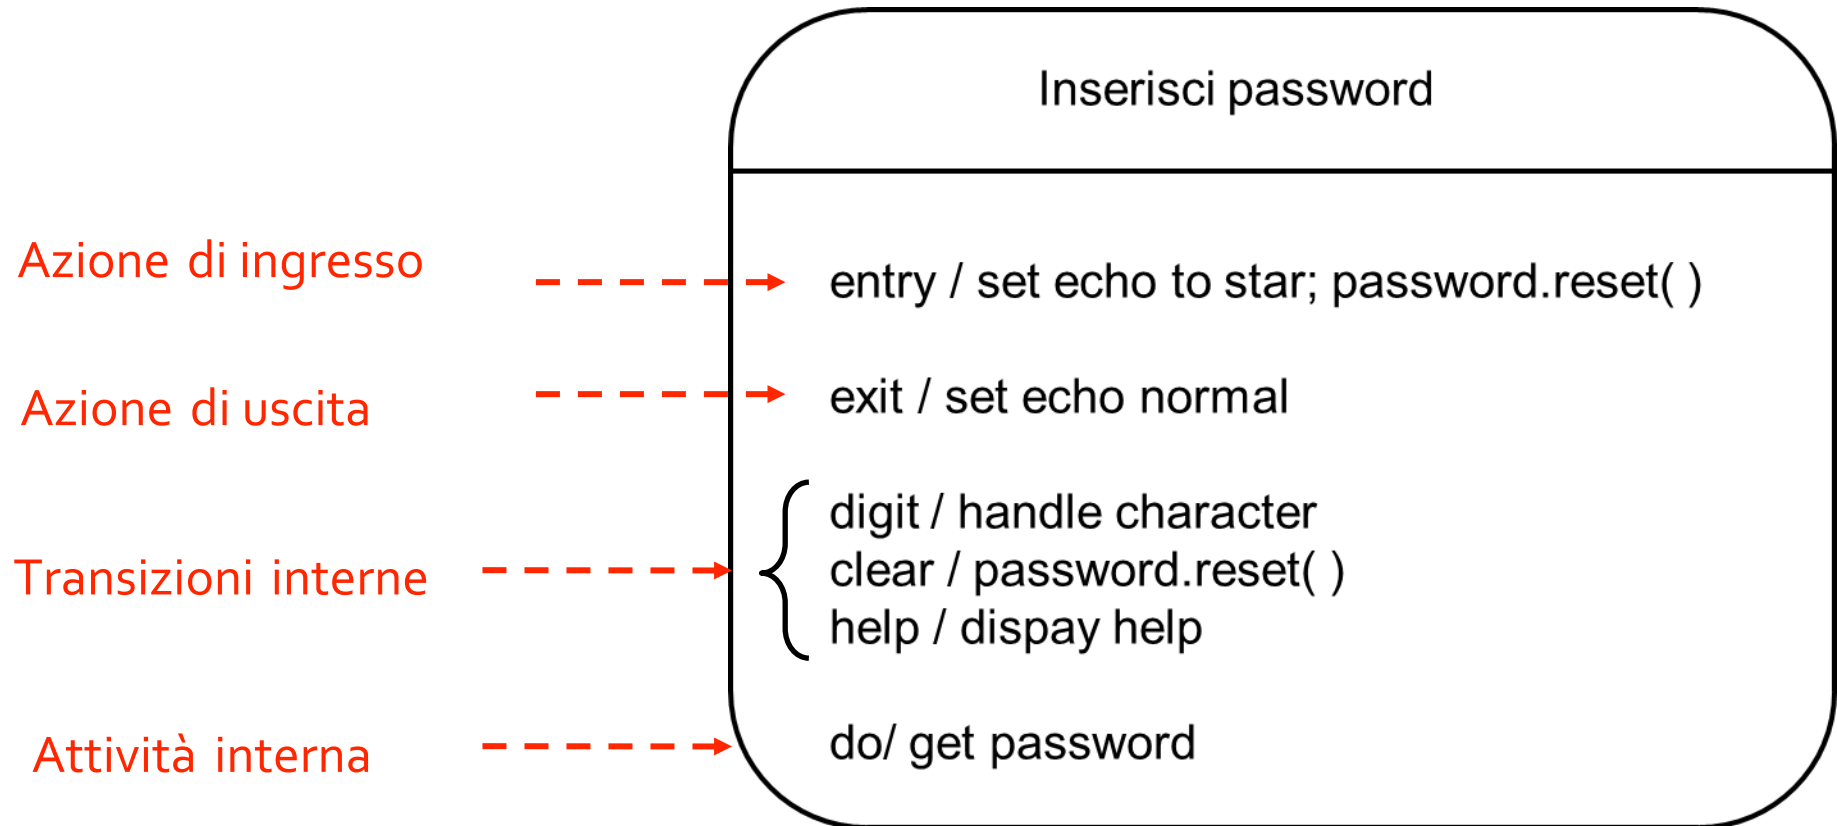 Inserisci password
Azione di ingresso
entry / set echo to star; password.reset( )
Azione di uscita
exit / set echo normal
digit / handle character
Transizioni interne
clear / password.reset( )
help / dispay help
Attività interna
do/ get password